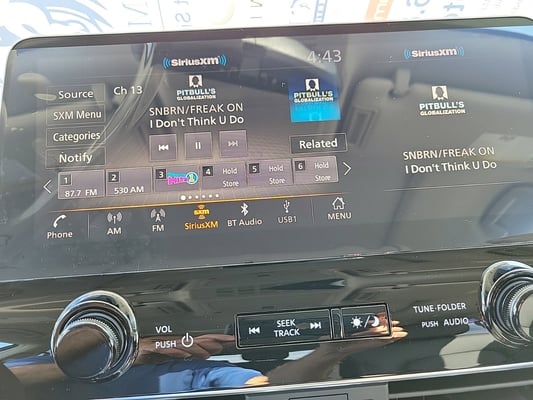 SiriusXM
4:43
SiriusXM
Source
Ch 13
PITBULL'S
GLOBALIZATION
PITBULL'S
GLOBALIZATION
PITBULL'S
GLOBALIZATION
SXM Menu
SNBRN/FREAK ON
I Don't Think U Do
Categories
Notify
Related
SNBRN/FREAK ON
I Don't Think U Do
1
87.7 FM
2
530 AM
3
4 Hold
Store
5 Hold
Store
6 Hold
Store
Phone
AM
FM
sxm
SiriusXM
BT Audio
USB1
MENU
VOL
PUSH
SEEK
TRACK
TUNE·FOLDER
PUSH AUDIO